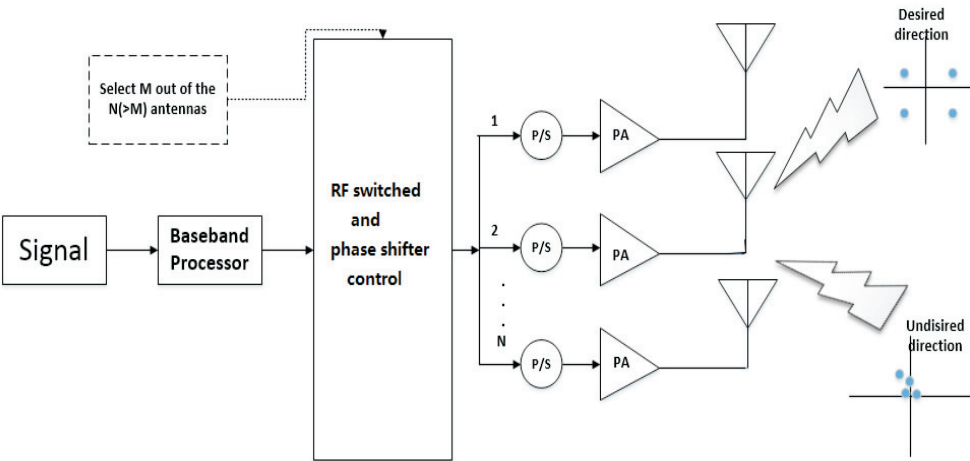 Desired
direction
Select M out of the
N(>M) antennas
1
P/S
PA
RF switched
and
phase shifter
control
Signal
Baseband
Processor
2
P/S
PA
.
.
.
N
P/S
PA
Undisired
direction